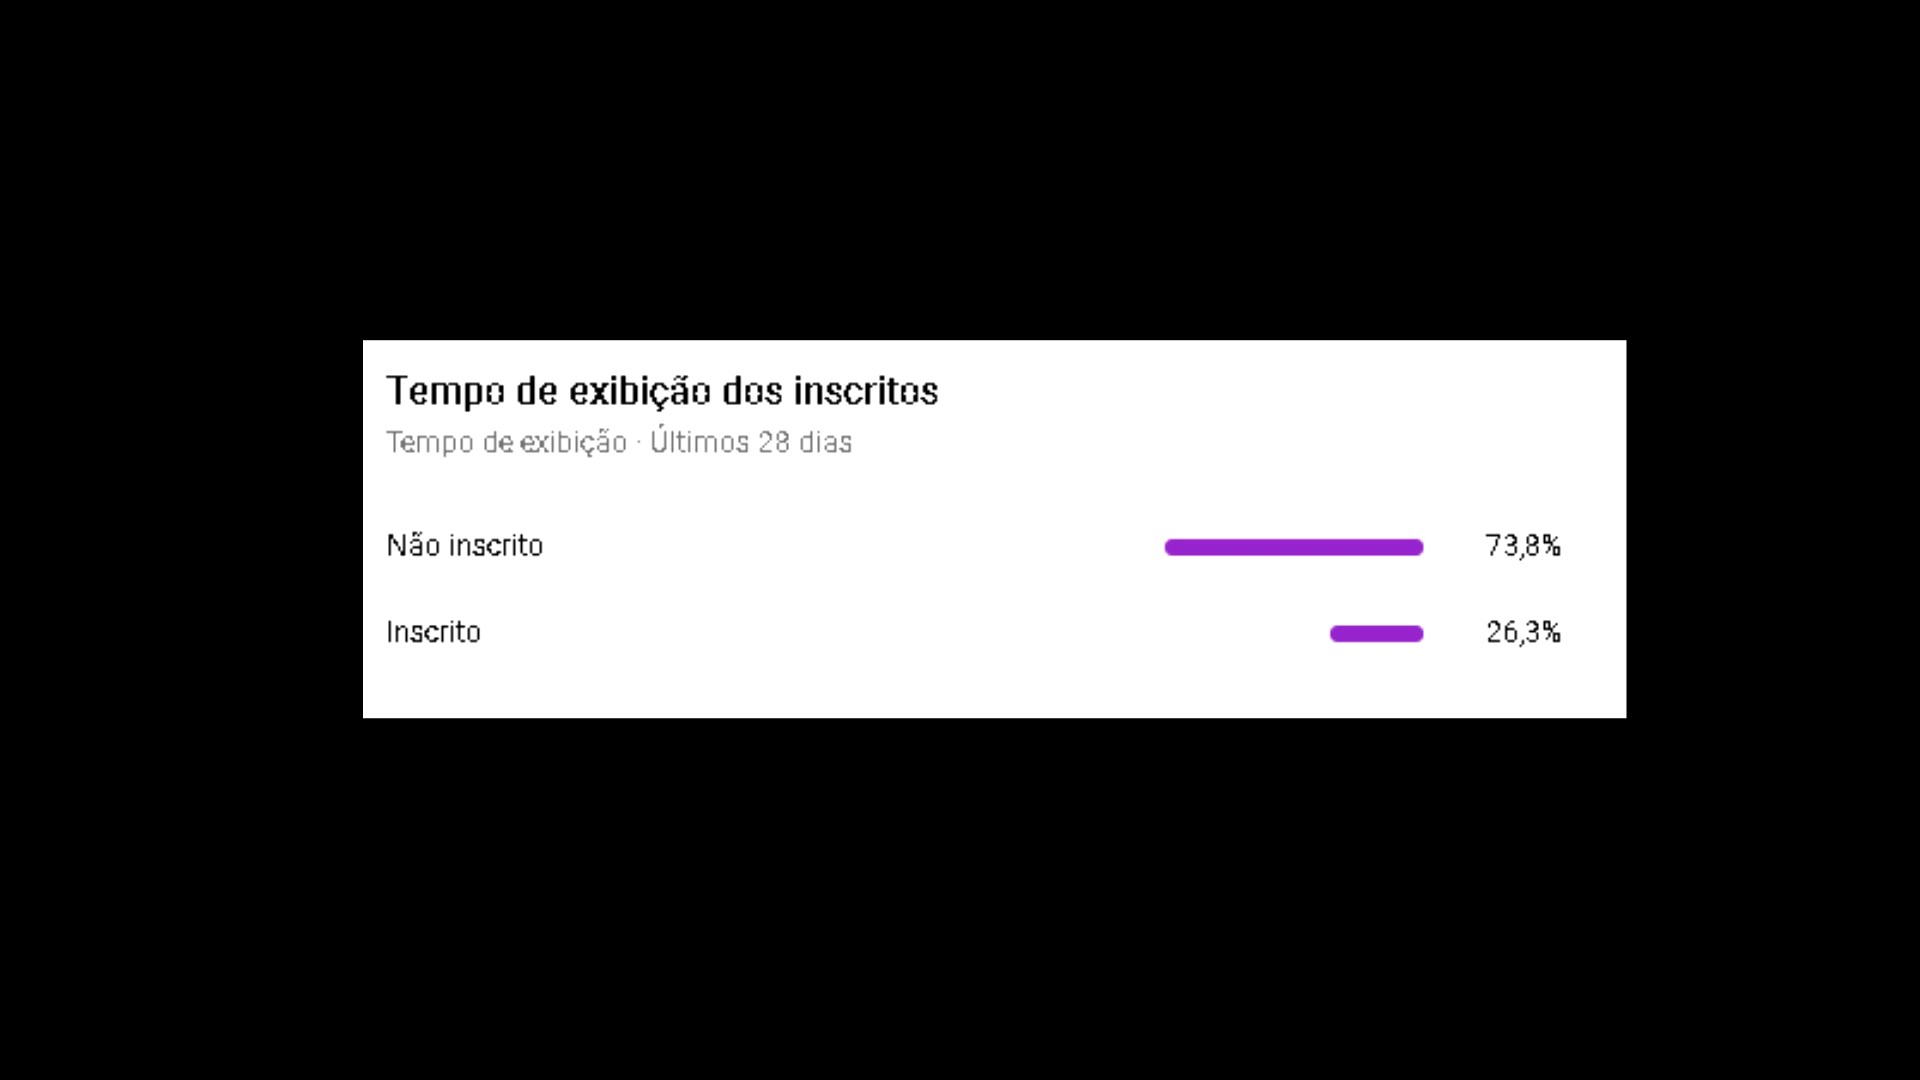 Tempo de exibição dos inscritos
Tempo de exibição · Últimos 28 dias
Não inscrito 73,8%
Inscrito 26,3%